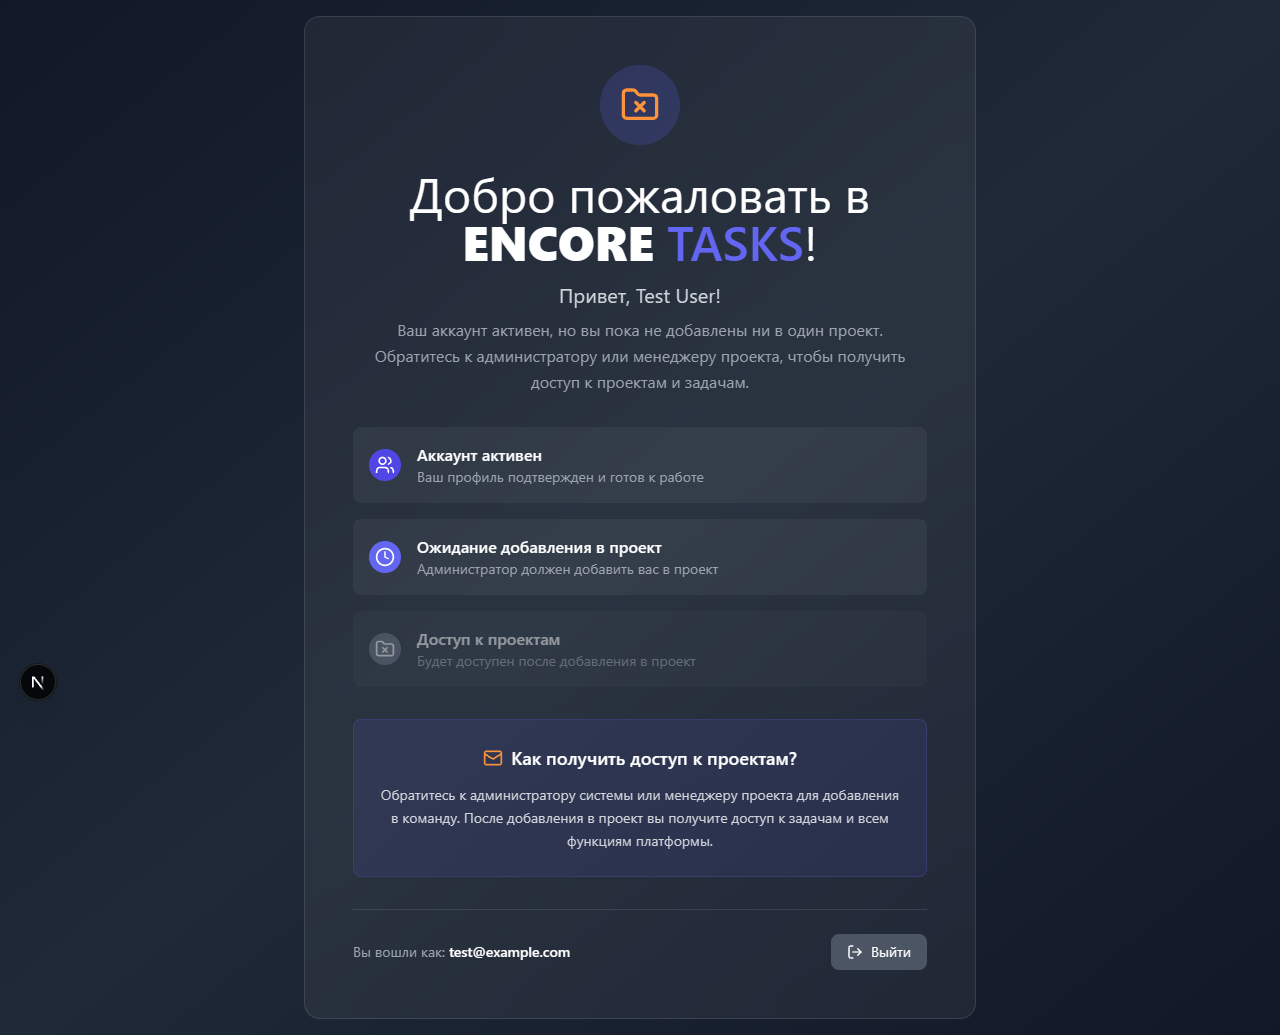 Добро пожаловать в
ENCORE TASKS!
Привет, Test User!
Ваш аккаунт активен, но вы пока не добавлены ни в один проект.
Обратитесь к администратору или менеджеру проекта, чтобы получить
доступ к проектам и задачам.
Аккаунт активен
Ваш профиль подтвержден и готов к работе
Ожидание добавления в проект
Администратор должен добавить вас в проект
Доступ к проектам
Будет доступен после добавления в проект
N
Как получить доступ к проектам?
Обратитесь к администратору системы или менеджеру проекта для добавления
в команду. После добавления в проект вы получите доступ к задачам и всем
функциям платформы.
Вы вошли как: test@example.com
Выйти